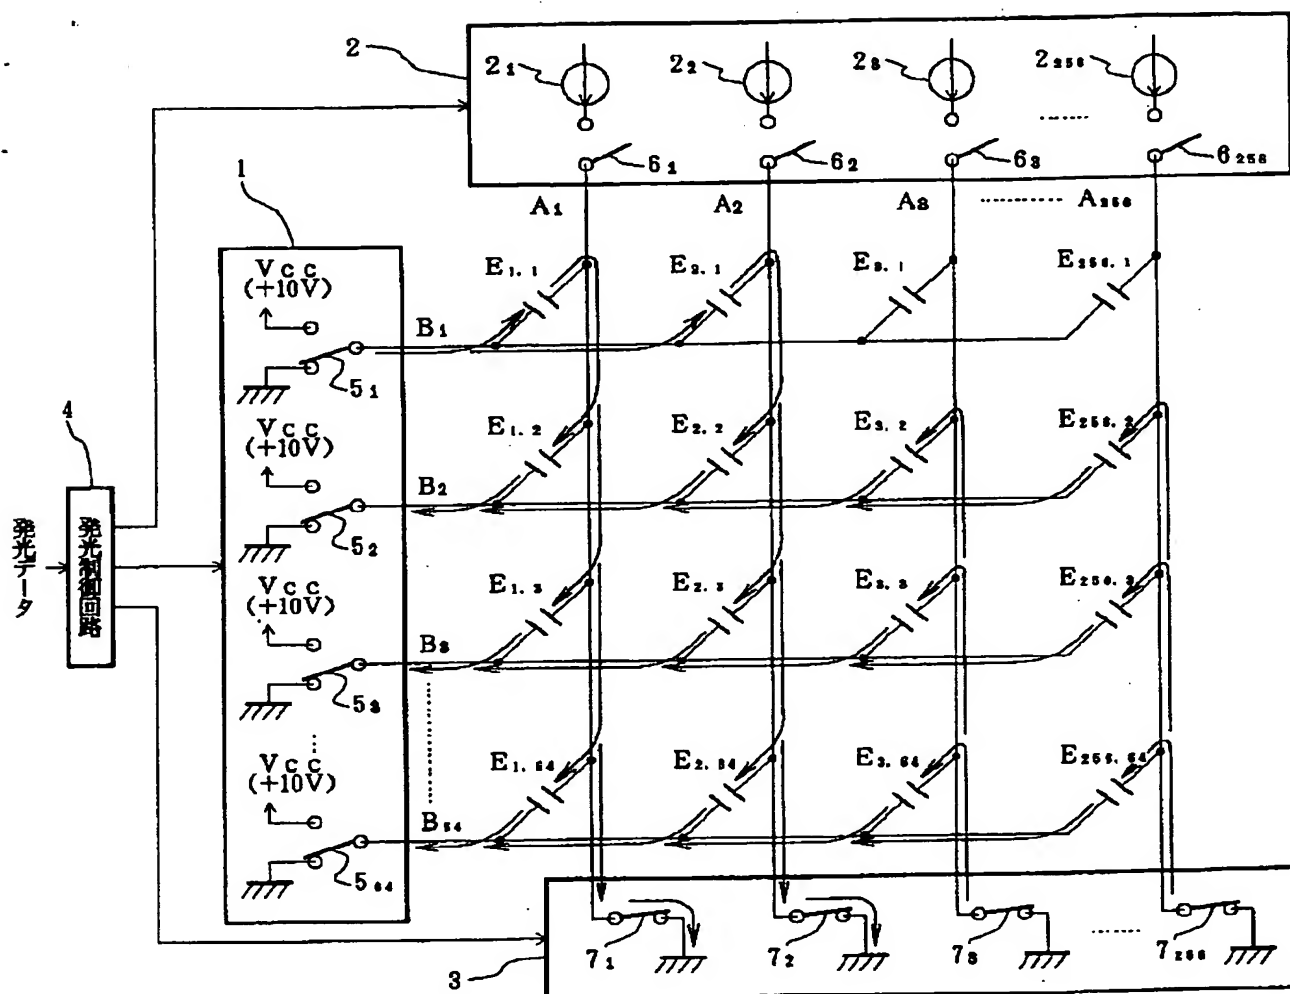 2
2₁ 2₂ 2₃ 2₂₅₆
6₁ 6₂ 6₃ 6₂₅₆
1
A₁ A₂ A₃ A₂₅₆
VCC
(+10V)
B₁
5₁
E₁.₁ E₂.₁ E₃.₁ E₂₅₆.₁
4
VCC
(+10V)
B₂
5₂
E₁.₂ E₂.₂ E₃.₂ E₂₅₆.₂
発光データ
発光制御回路
VCC
(+10V)
B₃
5₃
E₁.₃ E₂.₃ E₃.₃ E₂₅₆.₃
VCC
(+10V)
B₆₄
5₆₄
E₁.₆₄ E₂.₆₄ E₃.₆₄ E₂₅₆.₆₄
7₁ 7₂ 7₃ 7₂₅₆
3